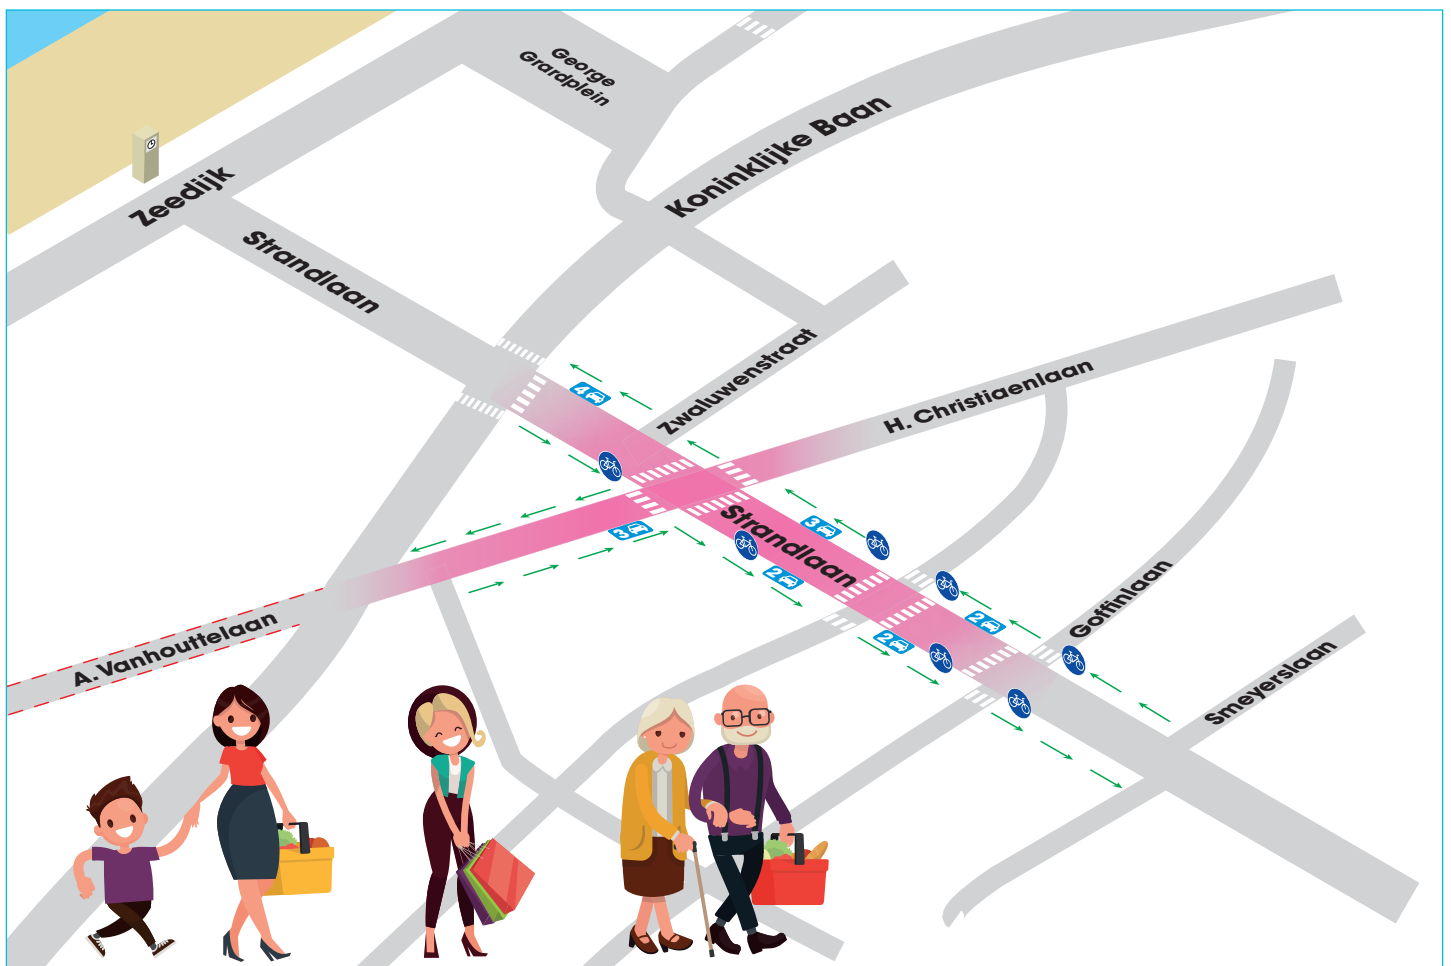 George
Grardplein
Koninklijke Baan
Zeedijk
Strandlaan
Zwaluwenstraat
H. Christiaenlaan
4
3
3
Strandlaan
2
2
2
Goffinlaan
A. Vanhouttelaan
Smeyerslaan